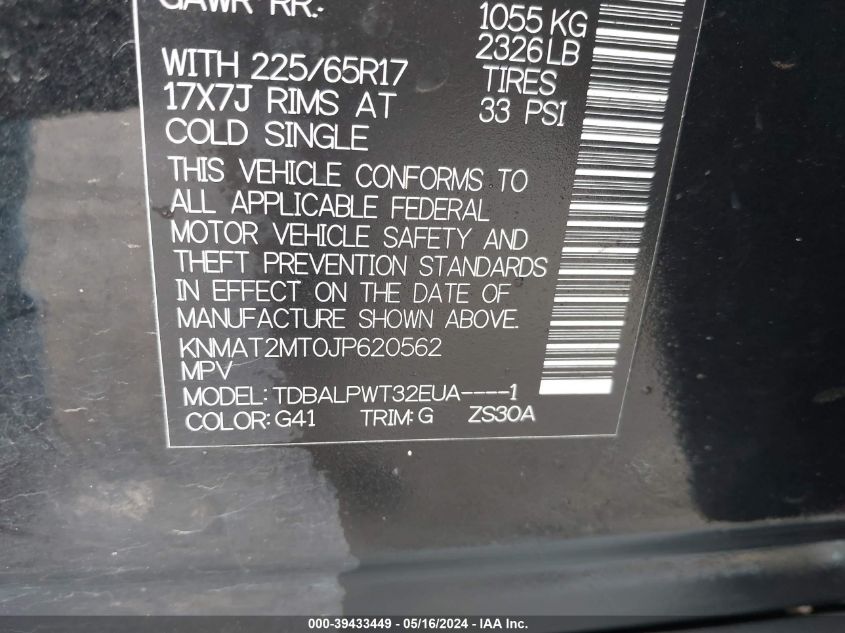 GAWR RR: 1055 KG
2326 LB
WITH 225/65R17 TIRES
17X7J RIMS AT 33 PSI
COLD SINGLE
THIS VEHICLE CONFORMS TO
ALL APPLICABLE FEDERAL
MOTOR VEHICLE SAFETY AND
THEFT PREVENTION STANDARDS
IN EFFECT ON THE DATE OF
MANUFACTURE SHOWN ABOVE.
KNMAT2MT0JP620562
MPV
MODEL: TDBALPWT32EUA----1
COLOR: G41 TRIM: G ZS30A
000-39433449 - 05/16/2024 - IAA Inc.